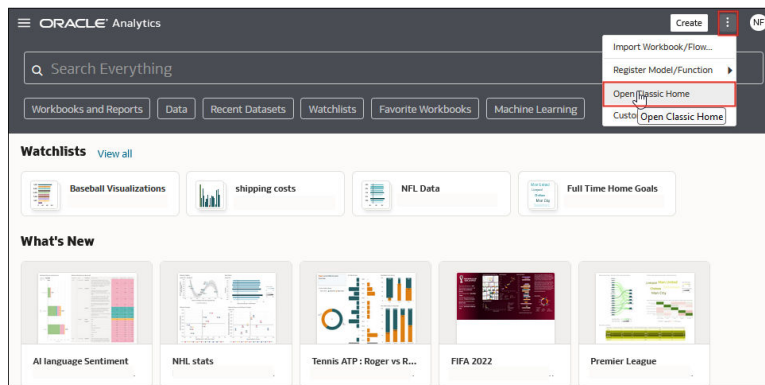 ORACLE Analytics
Create
NF
Import Workbook/Flow...
Search Everything
Register Model/Function
Open Classic Home
Workbooks and Reports
Data
Recent Datasets
Watchlists
Favorite Workbooks
Machine Learning
Custo
Open Classic Home
Watchlists View all
Baseball Visualizations
shipping costs
NFL Data
Full Time Home Goals
What's New
AI language Sentiment
NHL stats
Tennis ATP : Roger vs R...
FIFA 2022
Premier League